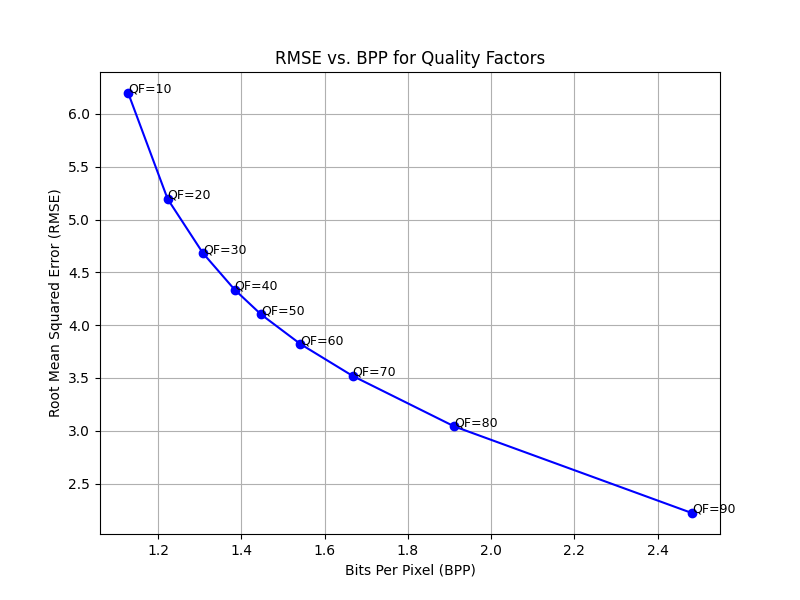 RMSE vs. BPP for Quality Factors
Root Mean Squared Error (RMSE)
6.0
5.5
5.0
4.5
4.0
3.5
3.0
2.5
QF=10
QF=20
QF=30
QF=40
QF=50
QF=60
QF=70
QF=80
QF=90
1.2 1.4 1.6 1.8 2.0 2.2 2.4
Bits Per Pixel (BPP)